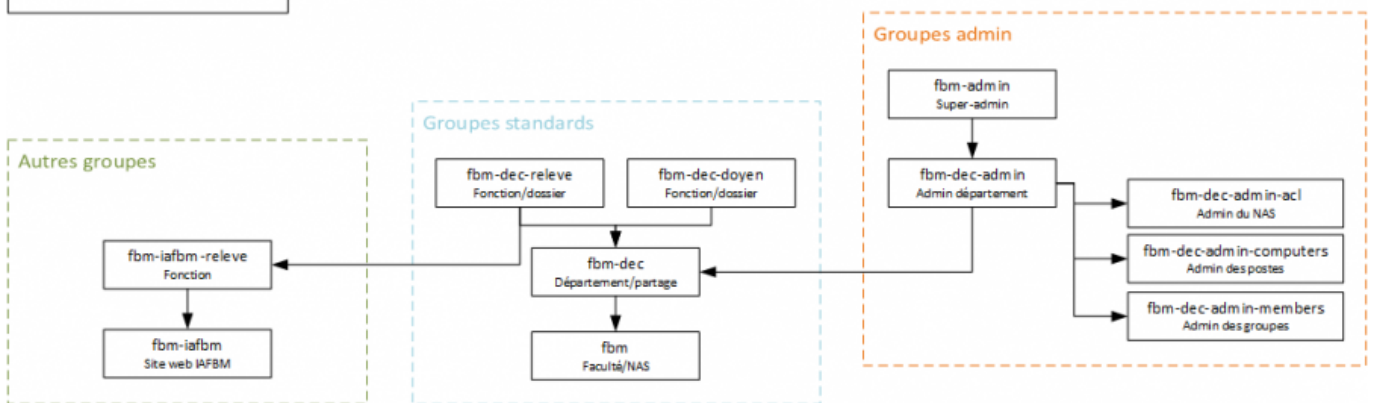 Groupes admin
fbm-admin
Super-admin
Groupes standards
Autres groupes
fbm-dec-releve
Fonction/dossier
fbm-dec-doyen
Fonction/dossier
fbm-dec-admin
Admin département
fbm-dec-admin-acl
Admin du NAS
fbm-iafbm-releve
Fonction
fbm-dec
Département/partage
fbm-dec-admin-computers
Admin des postes
fbm-dec-admin-members
Admin des groupes
fbm-iafbm
Site web IAFBM
fbm
Faculté/NAS